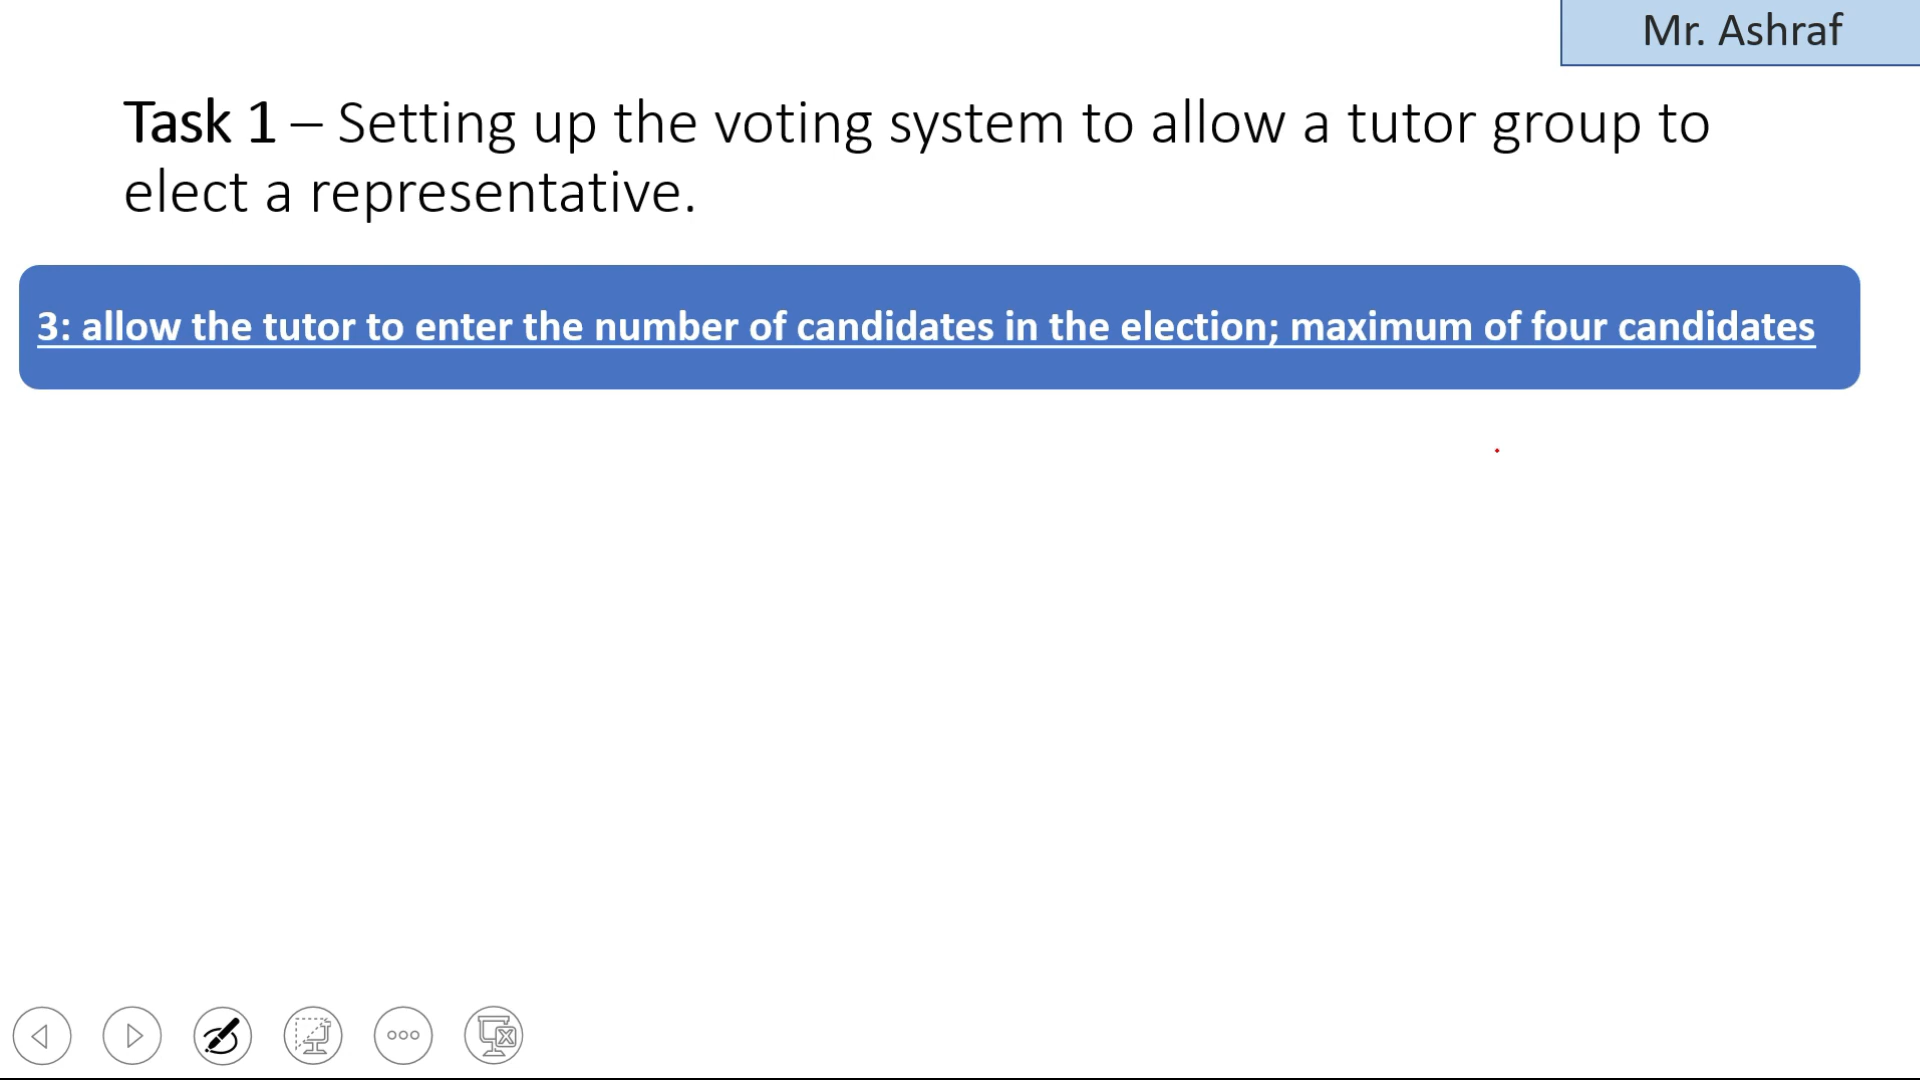 Mr. Ashraf
Task 1 – Setting up the voting system to allow a tutor group to
elect a representative.
3: allow the tutor to enter the number of candidates in the election; maximum of four candidates